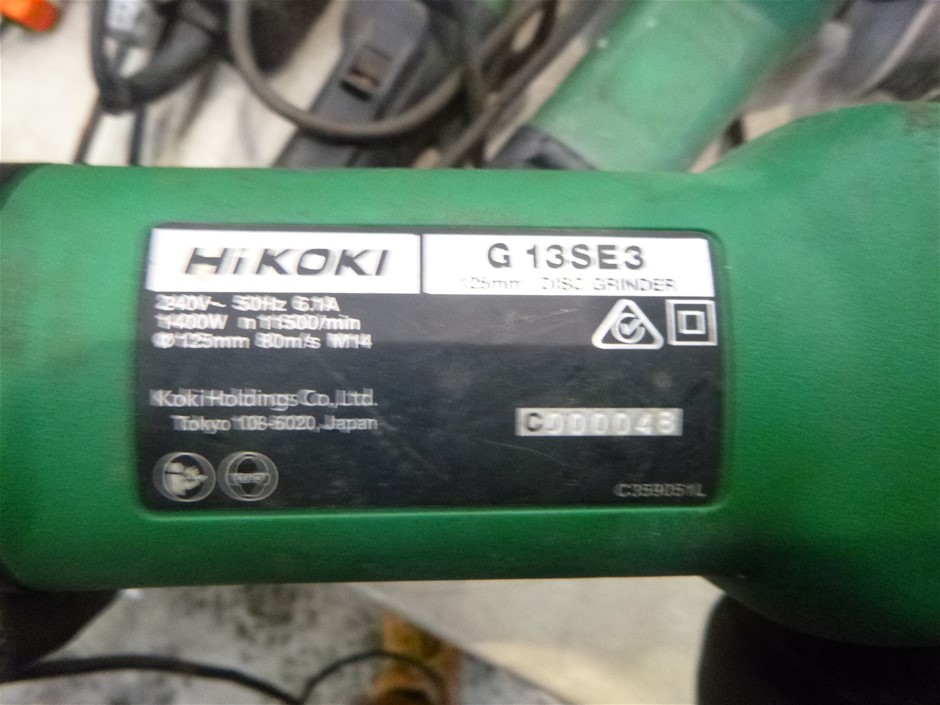 HiKOKI
G 13SE3
125mm DISC GRINDER
240V~ 50Hz 6.1A
1400W n 11500/min
Ø 125mm 80m/s M14
Koki Holdings Co.,Ltd.
Tokyo 108-6020, Japan
C359051L